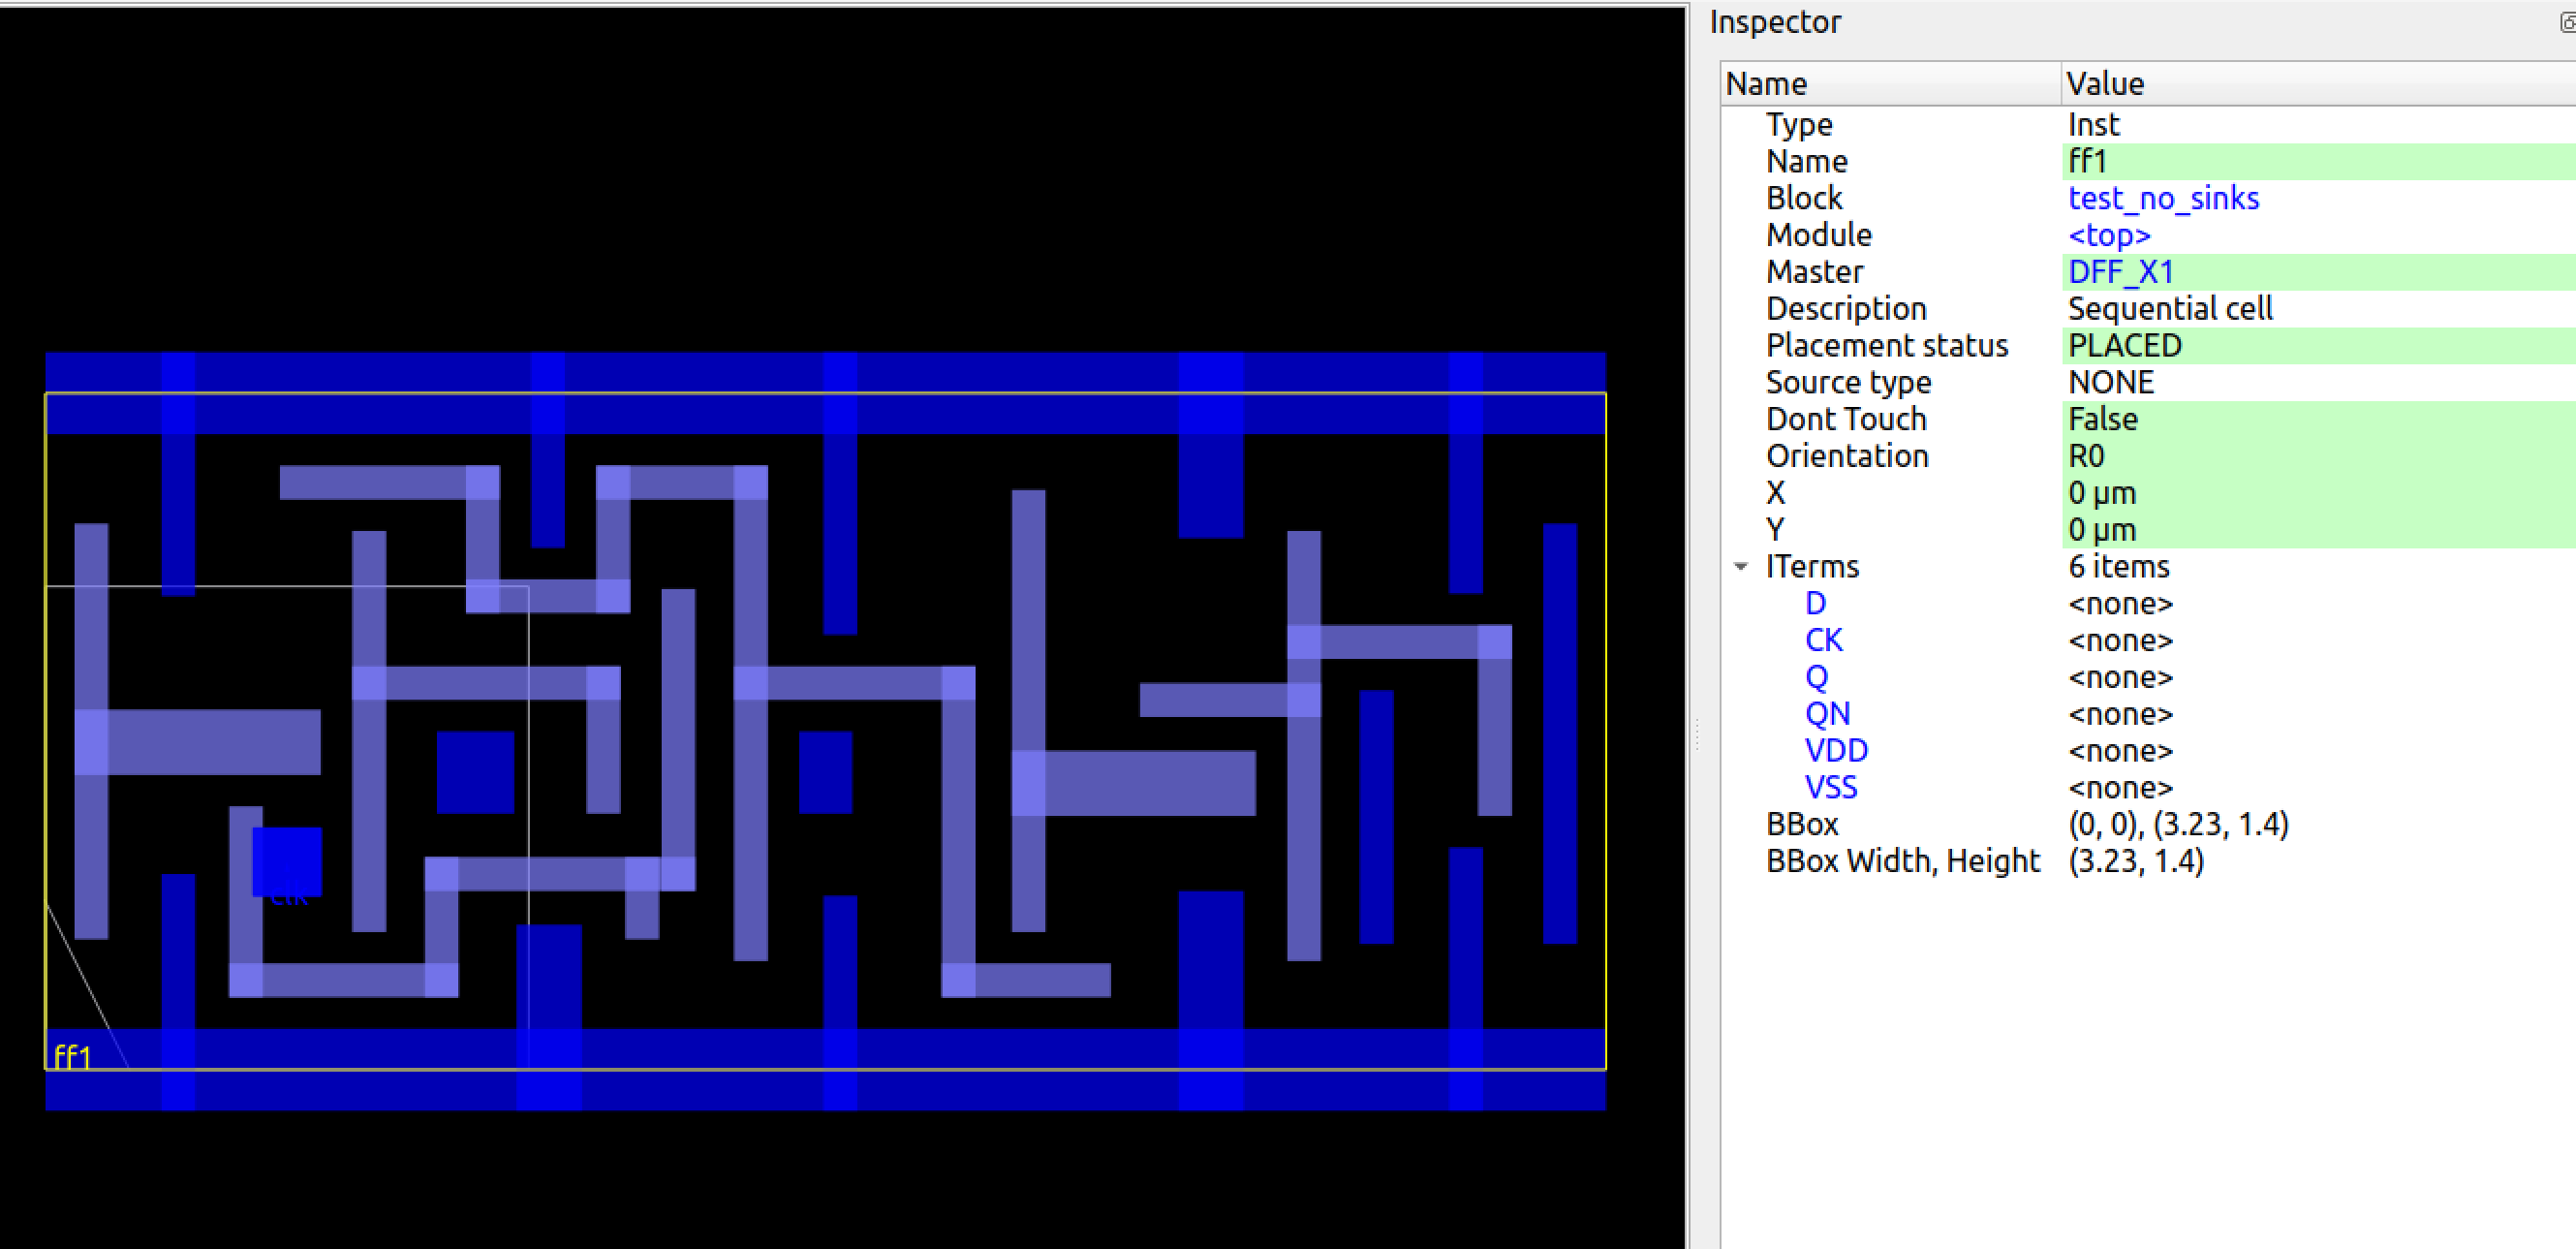 Inspector
Name Value
Type Inst
Name ff1
Block test_no_sinks
Module <top>
Master DFF_X1
Description Sequential cell
Placement status PLACED
Source type NONE
Dont Touch False
Orientation R0
X 0 µm
Y 0 µm
ITerms 6 items
D <none>
CK <none>
Q <none>
QN <none>
VDD <none>
VSS <none>
BBox (0, 0), (3.23, 1.4)
BBox Width, Height (3.23, 1.4)
clk
ff1